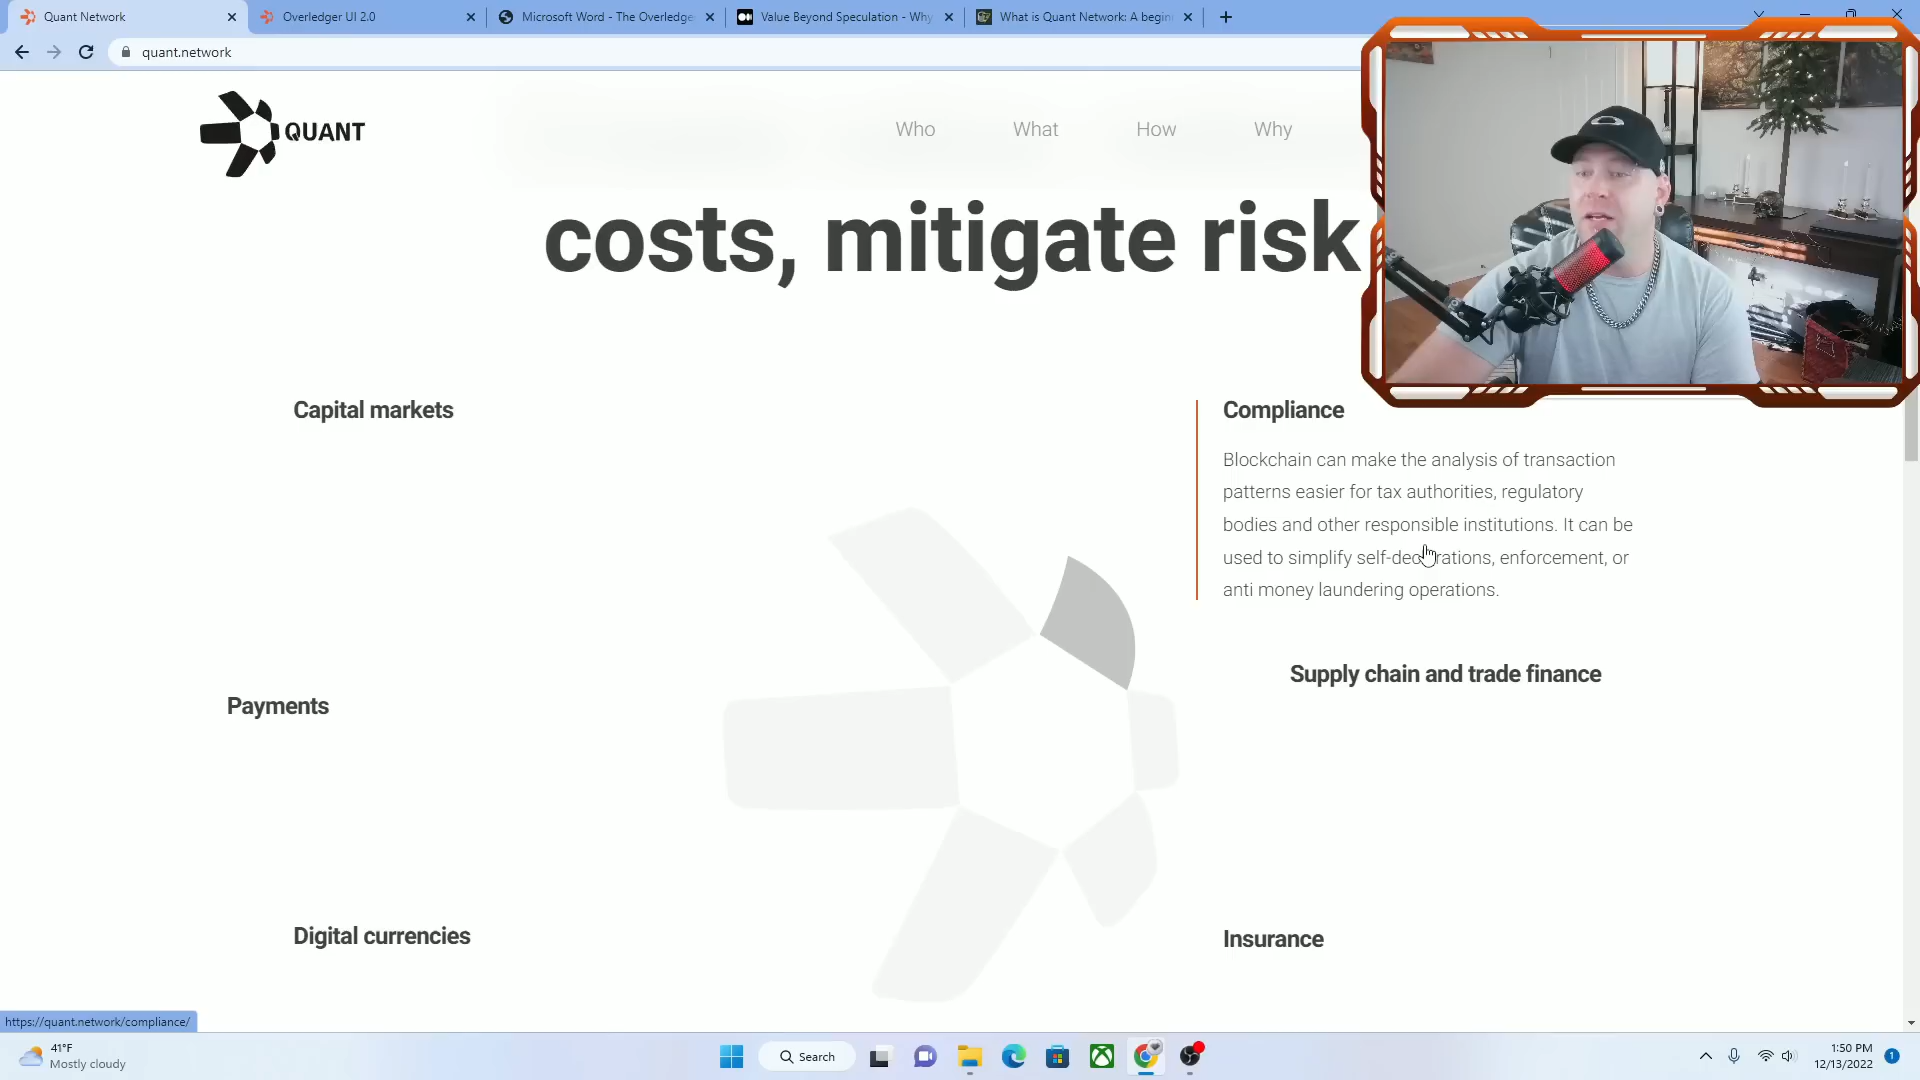 Quant Network
Overledger UI 2.0
Microsoft Word - The Overledge
Value Beyond Speculation - Why
What is Quant Network: A begin
quant.network
QUANT
Who
What
How
Why
costs, mitigate risk
Capital markets
Compliance
Blockchain can make the analysis of transaction
patterns easier for tax authorities, regulatory
bodies and other responsible institutions. It can be
used to simplify self-declarations, enforcement, or
anti money laundering operations.
Supply chain and trade finance
Payments
Digital currencies
Insurance
https://quant.network/compliance/
41°F
Mostly cloudy
Search
1:50 PM
12/13/2022
1